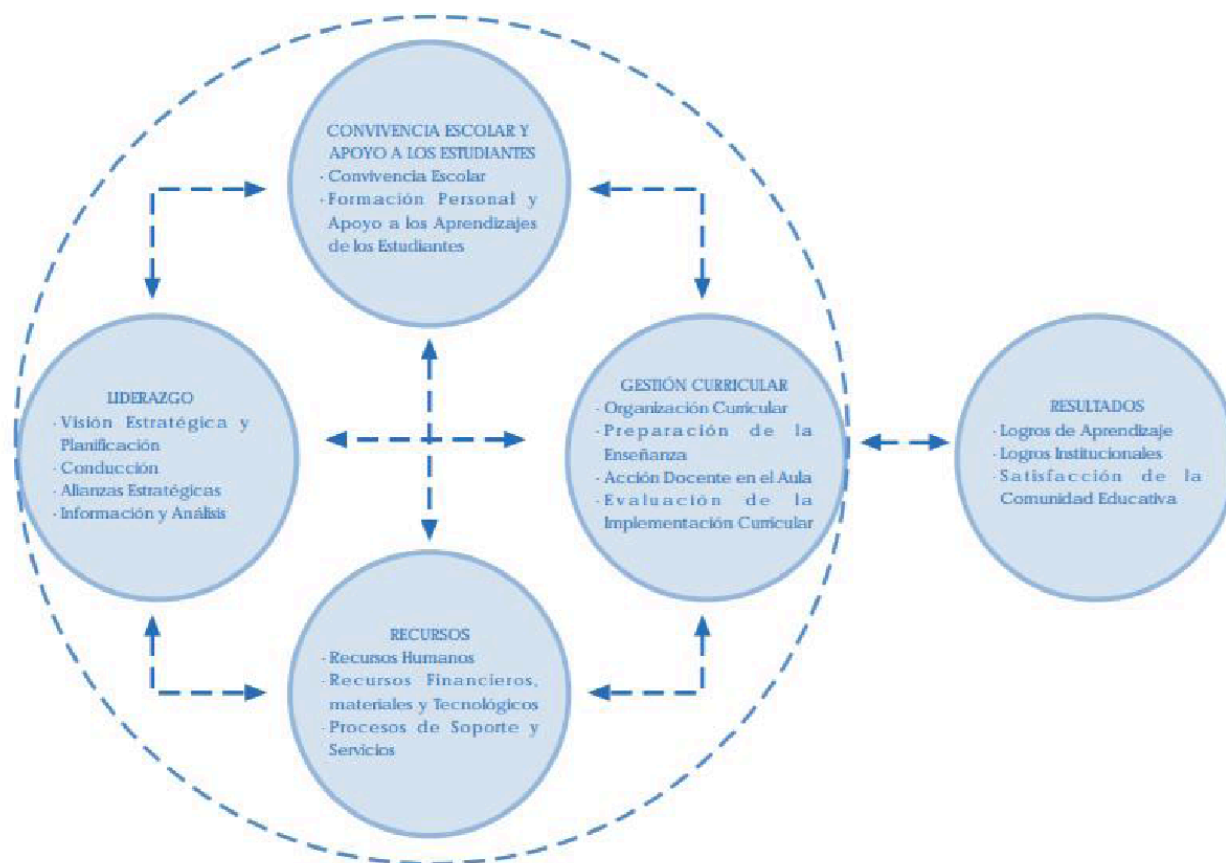 CONVIVENCIA ESCOLAR Y
APOYO A LOS ESTUDIANTES
- Convivencia Escolar
- Formación Personal y
Apoyo a los Aprendizajes
de los Estudiantes
LIDERAZGO
- Visión Estratégica y
Planificación
- Conducción
- Alianzas Estratégicas
- Información y Análisis
GESTIÓN CURRICULAR
- Organización Curricular
- Preparación de la
Enseñanza
- Acción Docente en el Aula
- Evaluación de la
Implementación Curricular
RESULTADOS
- Logros de Aprendizaje
- Logros Institucionales
- Satisfacción de la
Comunidad Educativa
RECURSOS
- Recursos Humanos
- Recursos Financieros,
materiales y Tecnológicos
- Procesos de Soporte y
Servicios